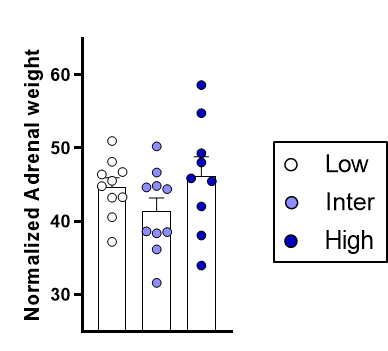 Normalized Adrenal weight
60
50
40
30
Low
Inter
High